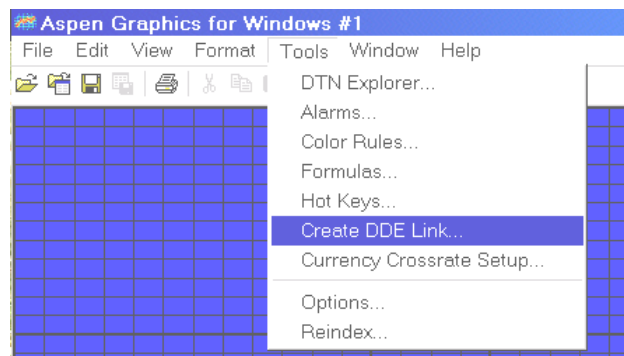 Aspen Graphics for Windows #1
File Edit View Format Tools Window Help
DTN Explorer...
Alarms...
Color Rules...
Formulas...
Hot Keys...
Create DDE Link...
Currency Crossrate Setup...
Options...
Reindex...